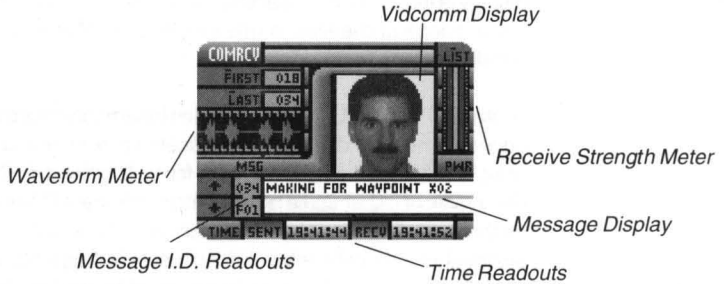 Vidcomm Display
COMRCV
LIST
FIRST 018
LAST 034
Waveform Meter
Receive Strength Meter
MSG
PWR
034 MAKING FOR WAYPOINT X02
F01
Message Display
TIME SENT 19:41:44 RECV 19:41:52
Message I.D. Readouts
Time Readouts